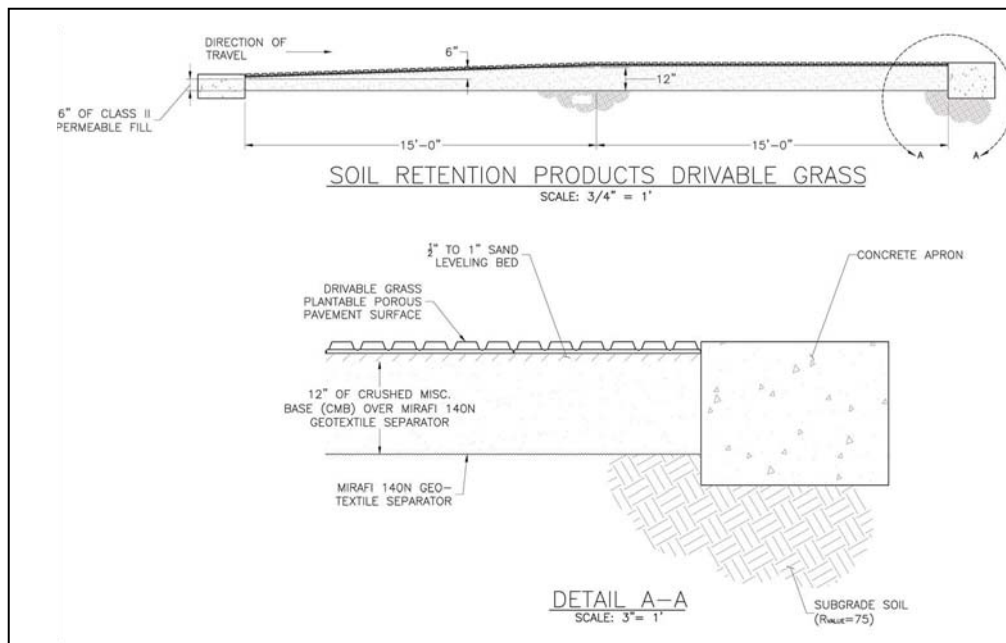 DIRECTION OF
TRAVEL
6"
12"
6" OF CLASS II
PERMEABLE FILL
15'-0"
15'-0"
A
A
SOIL RETENTION PRODUCTS DRIVABLE GRASS
SCALE: 3/4" = 1'
½" TO 1" SAND
LEVELING BED
CONCRETE APRON
DRIVABLE GRASS
PLANTABLE POROUS
PAVEMENT SURFACE
12" OF CRUSHED MISC.
BASE (CMB) OVER MIRAFI 140N
GEOTEXTILE SEPARATOR
MIRAFI 140N GEO-
TEXTILE SEPARATOR
DETAIL A-A
SCALE: 3"= 1'
SUBGRADE SOIL
(RVALUE=75)